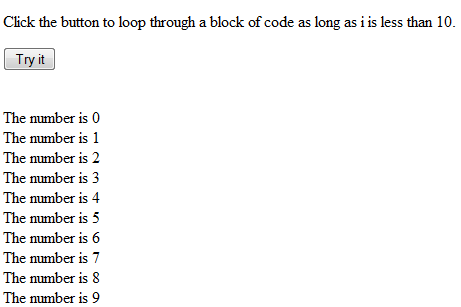 Click the button to loop through a block of code as long as i is less than 10.
Try it
The number is 0
The number is 1
The number is 2
The number is 3
The number is 4
The number is 5
The number is 6
The number is 7
The number is 8
The number is 9